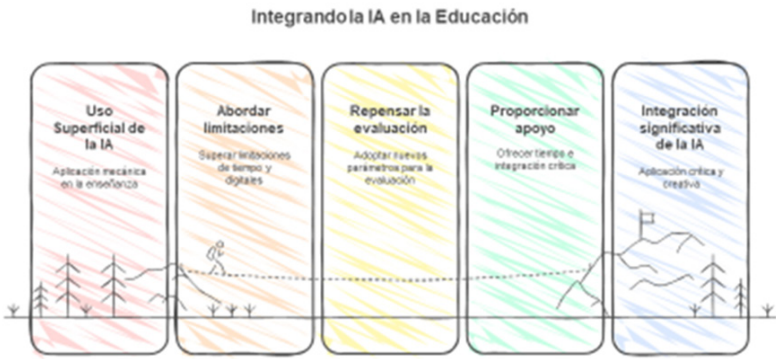 Integrando la IA en la Educación
Uso
Superficial de
la IA
Aplicación mecánica
en la enseñanza
Abordar
limitaciones
Superar limitaciones
de tiempo y
digitales
Repensar la
evaluación
Adoptar nuevos
parámetros para la
evaluación
Proporcionar
apoyo
Ofrecer tiempo e
integración crítica
Integración
significativa
de la IA
Aplicación crítica y
creativa